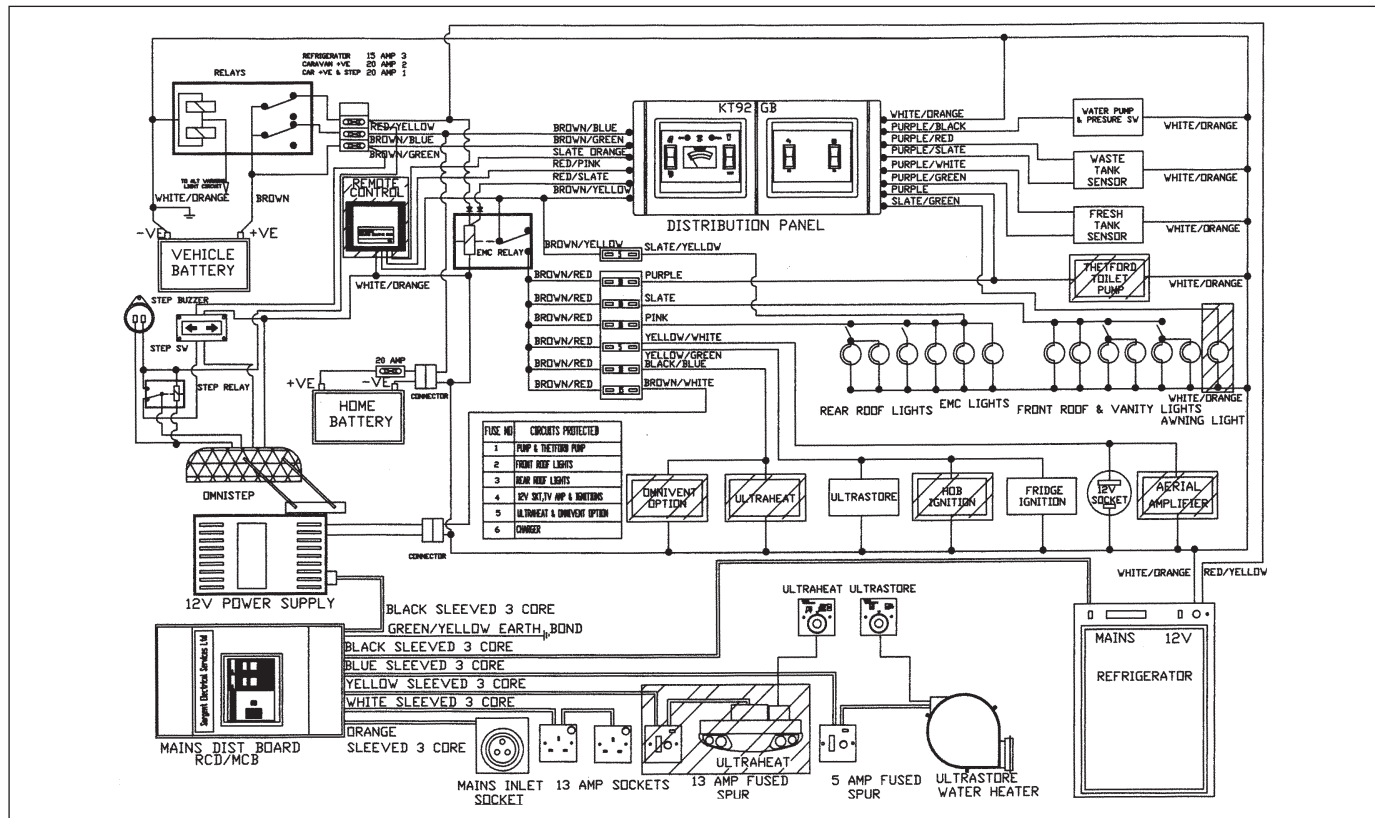 REFRIGERATOR 15 AMP 3
CARAVAN +VE 20 AMP 2
CAR +VE & STEP 20 AMP 1
RELAYS
RED/YELLOW
BROWN/BLUE
BROWN/GREEN
TO ALT WARNING
LIGHT CIRCUIT
WHITE/ORANGE
BROWN
-VE
+VE
VEHICLE
BATTERY
REMOTE
CONTROL
WHITE/ORANGE
BROWN/BLUE
BROWN/GREEN
SLATE ORANGE
RED/PINK
RED/SLATE
BROWN/YELLOW
EMC RELAY
KT92 GB
DISTRIBUTION PANEL
WHITE/ORANGE
PURPLE/BLACK
PURPLE/RED
PURPLE/SLATE
PURPLE/WHITE
PURPLE/GREEN
PURPLE
SLATE/GREEN
WATER PUMP
& PRESURE SW
WHITE/ORANGE
WASTE
TANK
SENSOR
WHITE/ORANGE
FRESH
TANK
SENSOR
WHITE/ORANGE
THETFORD
TOILET
PUMP
WHITE/ORANGE
STEP BUZZER
STEP SW
STEP RELAY
OMNISTEP
20 AMP
+VE
-VE
CONNECTOR
HOME
BATTERY
BROWN/YELLOW
SLATE/YELLOW
BROWN/RED
PURPLE
BROWN/RED
SLATE
BROWN/RED
PINK
BROWN/RED
YELLOW/WHITE
YELLOW/GREEN
BROWN/RED
BLACK/BLUE
BROWN/RED
BROWN/WHITE
REAR ROOF LIGHTS
EMC LIGHTS
FRONT ROOF & VANITY LIGHTS
WHITE/ORANGE
AWNING LIGHT
FUSE NO CIRCUITS PROTECTED
1 PUMP & THETFORD PUMP
2 FRONT ROOF LIGHTS
3 REAR ROOF LIGHTS
4 12V SKT,TV AMP & IGNITIONS
5 ULTRAHEAT & OMNIVENT OPTION
6 CHARGER
OMNIVENT
OPTION
ULTRAHEAT
ULTRASTORE
HOB
IGNITION
FRIDGE
IGNITION
12V
SOCKET
AERIAL
AMPLIFIER
CONNECTOR
12V POWER SUPPLY
WHITE/ORANGE
RED/YELLOW
BLACK SLEEVED 3 CORE
GREEN/YELLOW EARTH BOND
BLACK SLEEVED 3 CORE
BLUE SLEEVED 3 CORE
YELLOW SLEEVED 3 CORE
WHITE SLEEVED 3 CORE
ORANGE
SLEEVED 3 CORE
Sargent Electrical Services Ltd
MAINS DIST BOARD
RCD/MCB
MAINS INLET
SOCKET
13 AMP SOCKETS
ULTRAHEAT
13 AMP FUSED
SPUR
5 AMP FUSED
SPUR
ULTRAHEAT
ULTRASTORE
ULTRASTORE
WATER HEATER
MAINS
12V
REFRIGERATOR